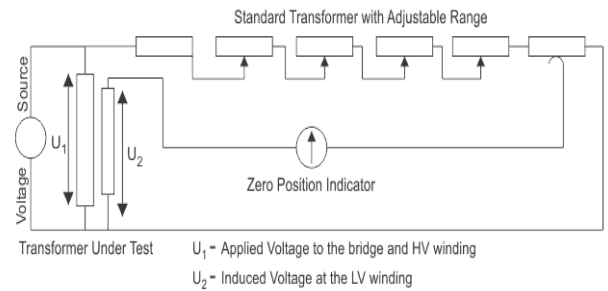 Standard Transformer with Adjustable Range
Voltage Source
U1
U2
Zero Position Indicator
Transformer Under Test
U1 - Applied Voltage to the bridge and HV winding
U2 - Induced Voltage at the LV winding